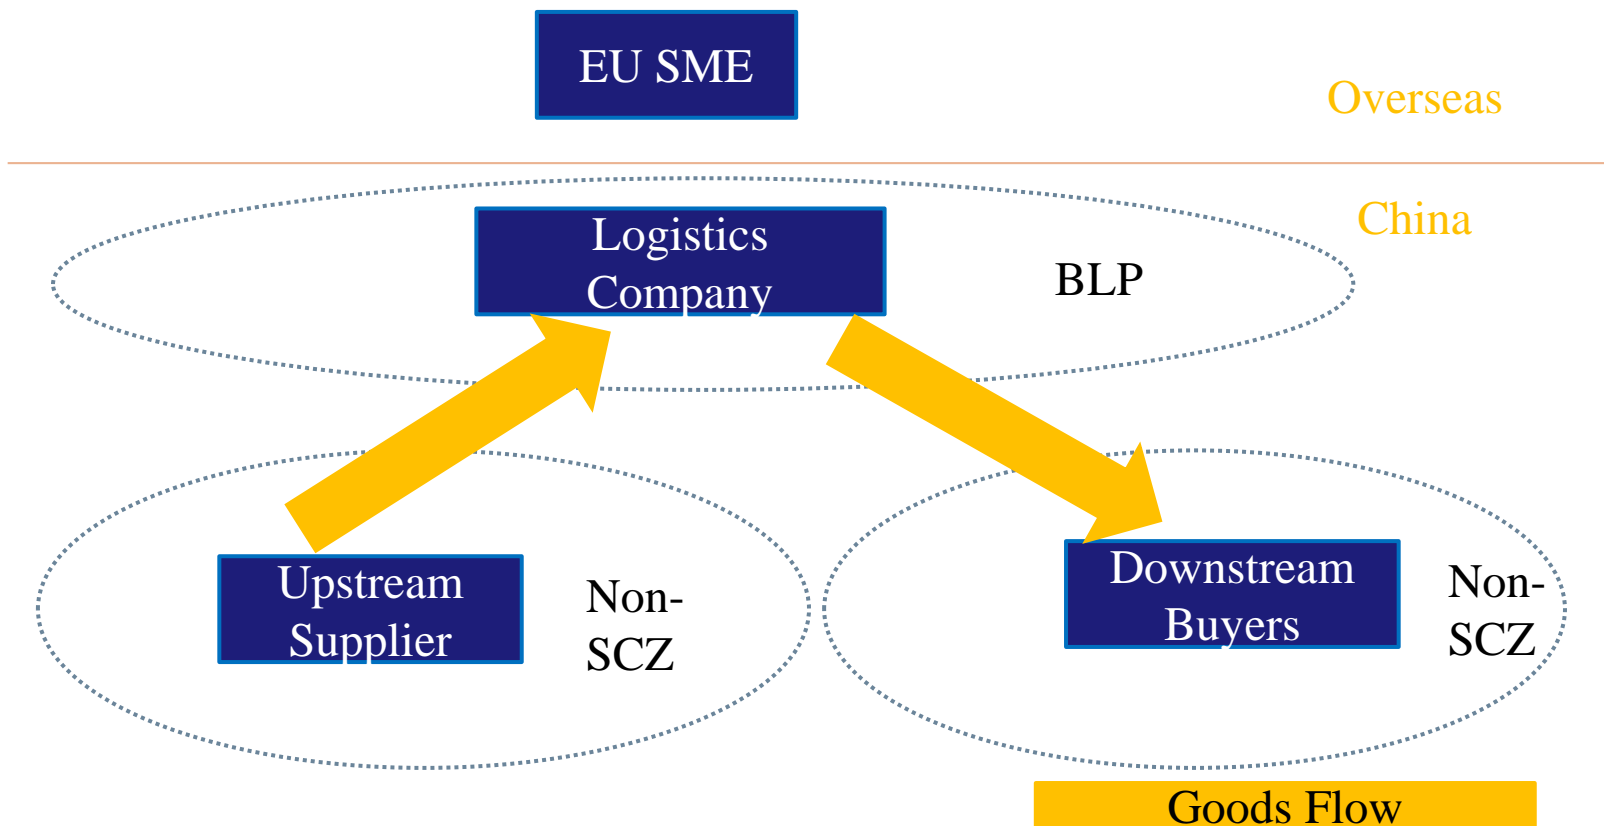 EU SME
Overseas
China
Logistics
Company
BLP
Upstream
Supplier
Non-
SCZ
Downstream
Buyers
Non-
SCZ
Goods Flow